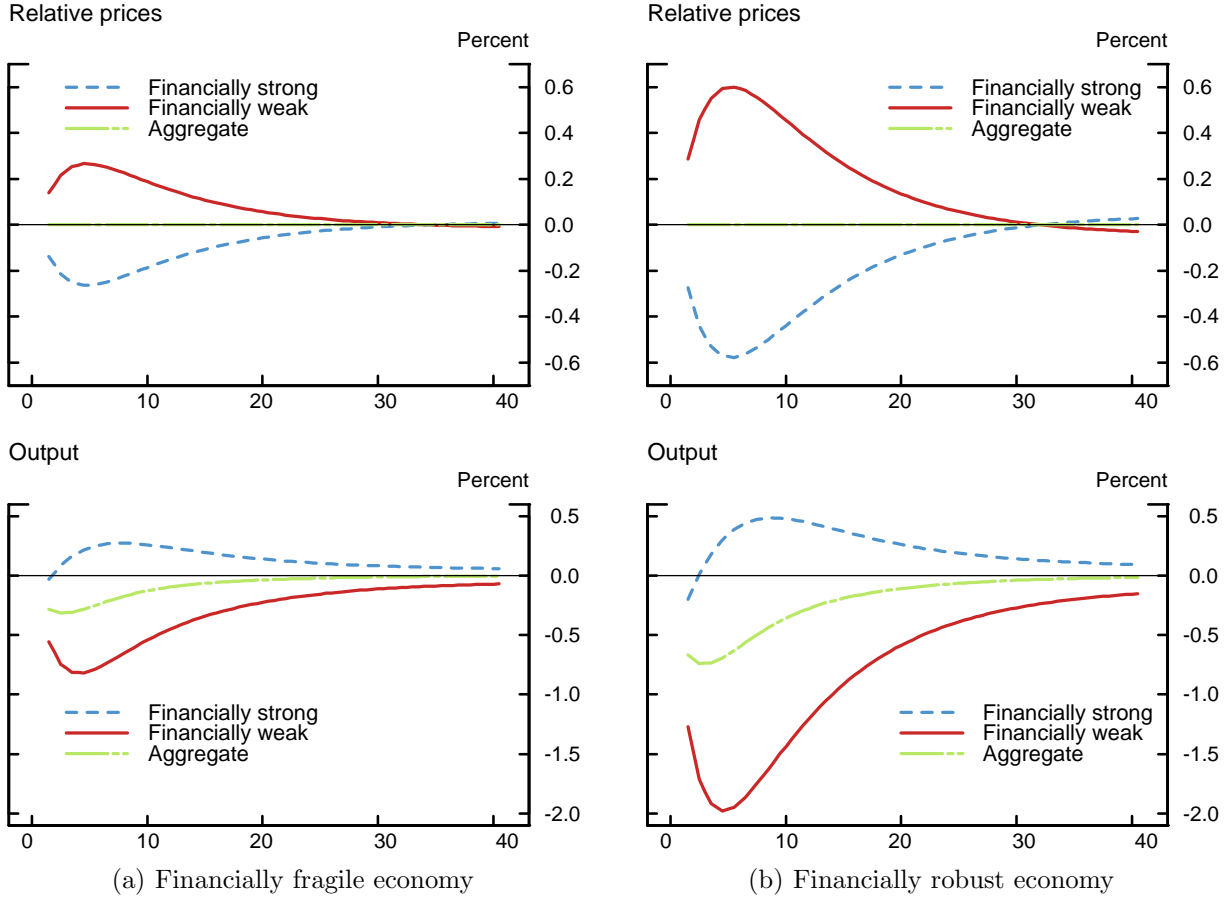 Relative prices
Percent
Financially strong
Financially weak
Aggregate
0.6
0.4
0.2
0.0
-0.2
-0.4
-0.6
0 10 20 30 40
Relative prices
Percent
Financially strong
Financially weak
Aggregate
0.6
0.4
0.2
0.0
-0.2
-0.4
-0.6
0 10 20 30 40
Output
Percent
0.5
0.0
-0.5
-1.0
-1.5
-2.0
Financially strong
Financially weak
Aggregate
0 10 20 30 40
(a) Financially fragile economy
Output
Percent
0.5
0.0
-0.5
-1.0
-1.5
-2.0
Financially strong
Financially weak
Aggregate
0 10 20 30 40
(b) Financially robust economy